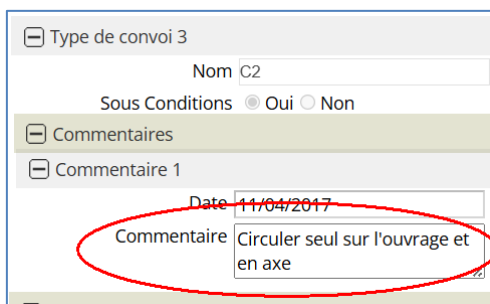 Type de convoi 3
Nom C2
Sous Conditions Oui Non
Commentaires
Commentaire 1
Date 11/04/2017
Commentaire Circuler seul sur l'ouvrage et
en axe